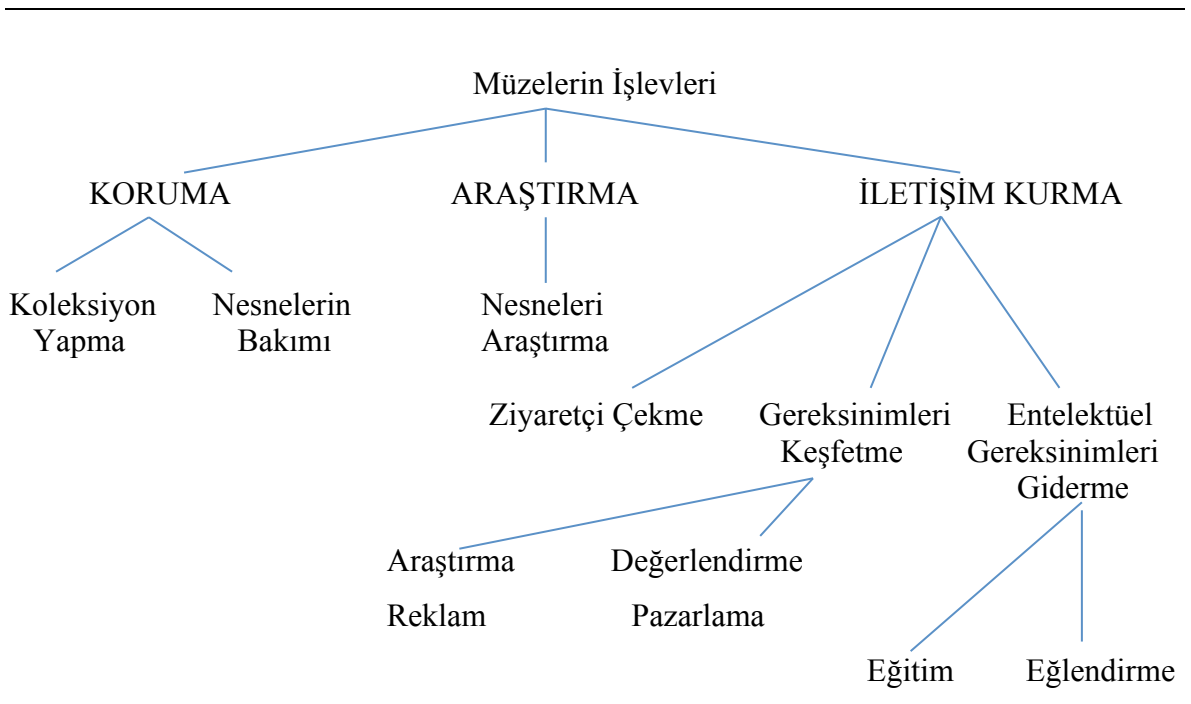 Müzelerin İşlevleri
KORUMA ARAŞTIRMA İLETİŞİM KURMA
Koleksiyon Yapma
Nesnelerin Bakımı
Nesneleri Araştırma
Ziyaretçi Çekme
Gereksinimleri Keşfetme
Entelektüel Gereksinimleri Giderme
Araştırma Değerlendirme
Reklam Pazarlama
Eğitim Eğlendirme